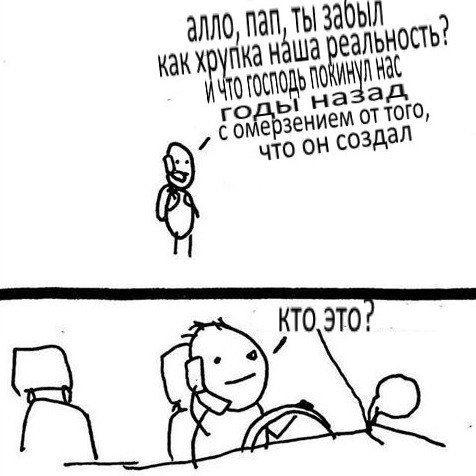 алло, пап, ты забыл
как хрупка наша реальность?
и что господь покинул нас
годы назад
с омерзением от того,
что он создал
кто это?